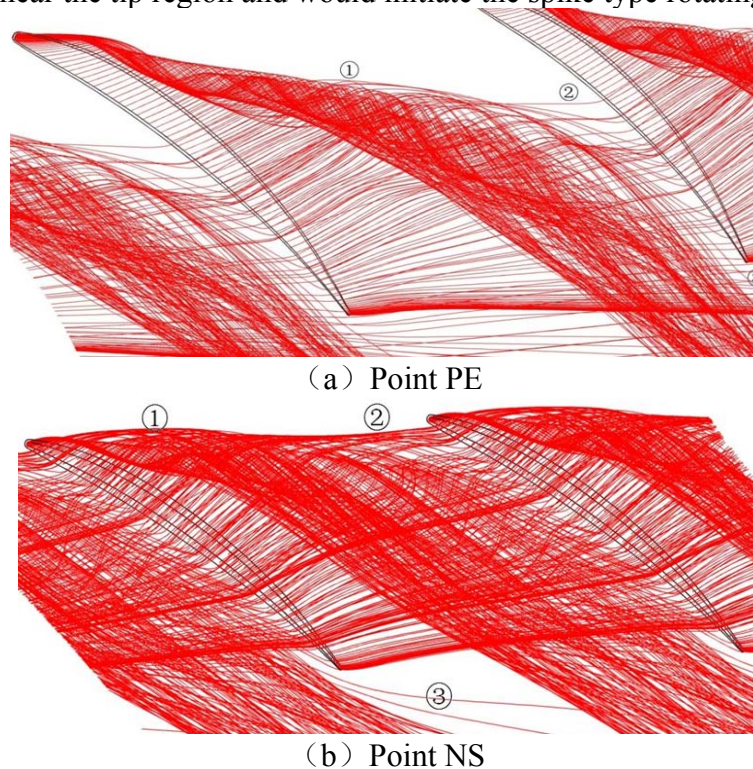 near the tip region and would initiate the spike type rotating
①
②
（a）Point PE
①
②
③
（b）Point NS